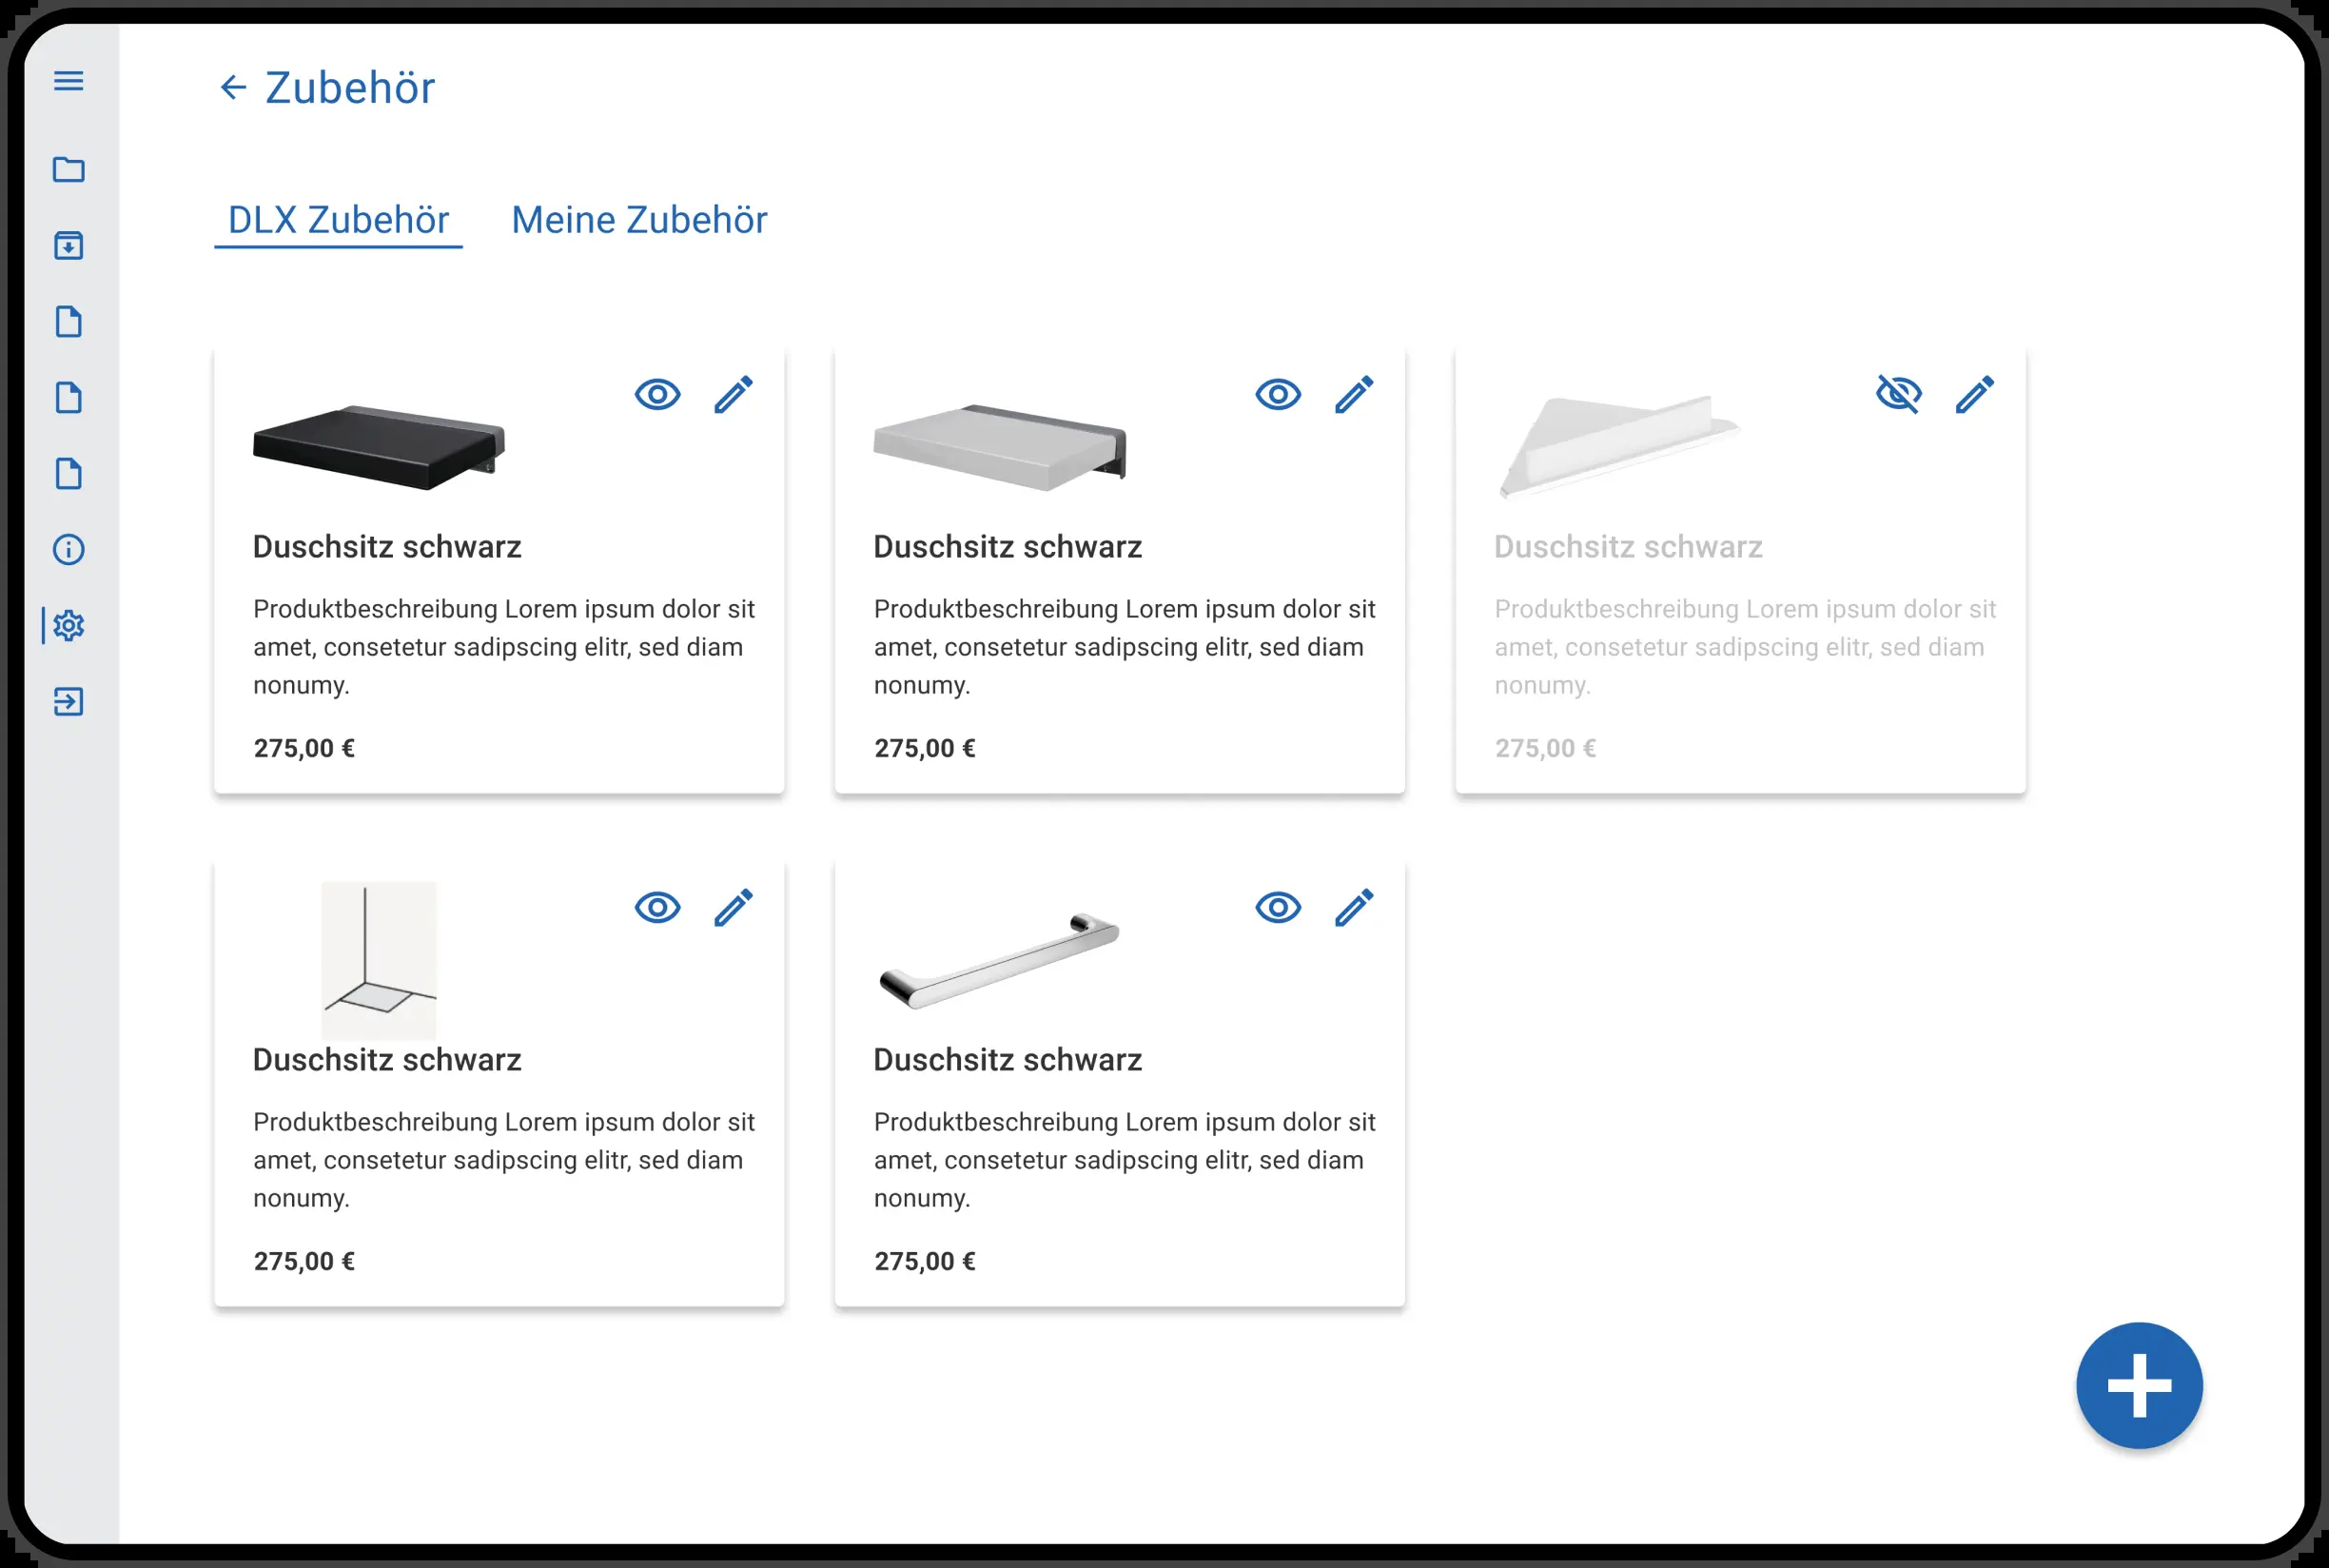 Zubehör
DLX Zubehör
Meine Zubehör
Duschsitz schwarz
Produktbeschreibung Lorem ipsum dolor sit
amet, consetetur sadipscing elitr, sed diam
nonumy.
275,00 €
Duschsitz schwarz
Produktbeschreibung Lorem ipsum dolor sit
amet, consetetur sadipscing elitr, sed diam
nonumy.
275,00 €
Duschsitz schwarz
Produktbeschreibung Lorem ipsum dolor sit
amet, consetetur sadipscing elitr, sed diam
nonumy.
275,00 €
Duschsitz schwarz
Produktbeschreibung Lorem ipsum dolor sit
amet, consetetur sadipscing elitr, sed diam
nonumy.
275,00 €
Duschsitz schwarz
Produktbeschreibung Lorem ipsum dolor sit
amet, consetetur sadipscing elitr, sed diam
nonumy.
275,00 €